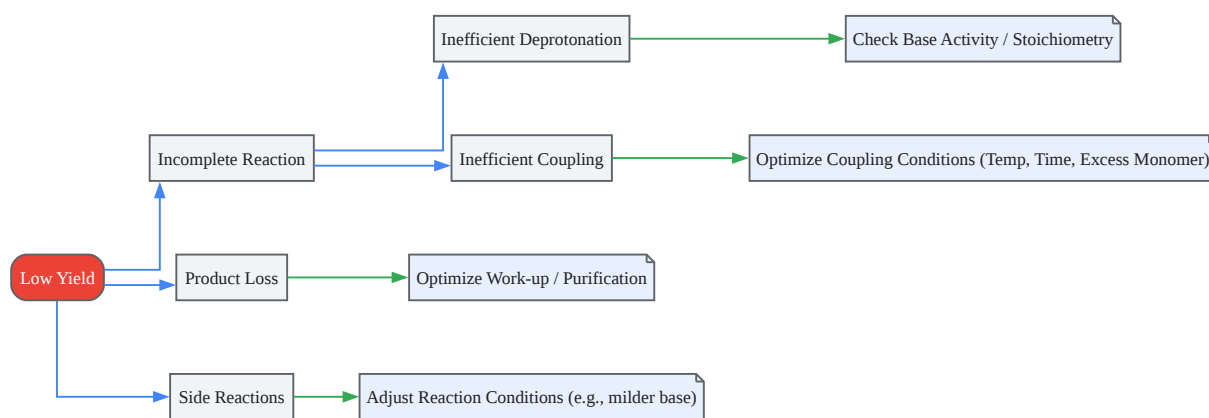 Inefficient Deprotonation
Check Base Activity / Stoichiometry
Incomplete Reaction
Inefficient Coupling
Optimize Coupling Conditions (Temp, Time, Excess Monomer)
Low Yield
Product Loss
Optimize Work-up / Purification
Side Reactions
Adjust Reaction Conditions (e.g., milder base)